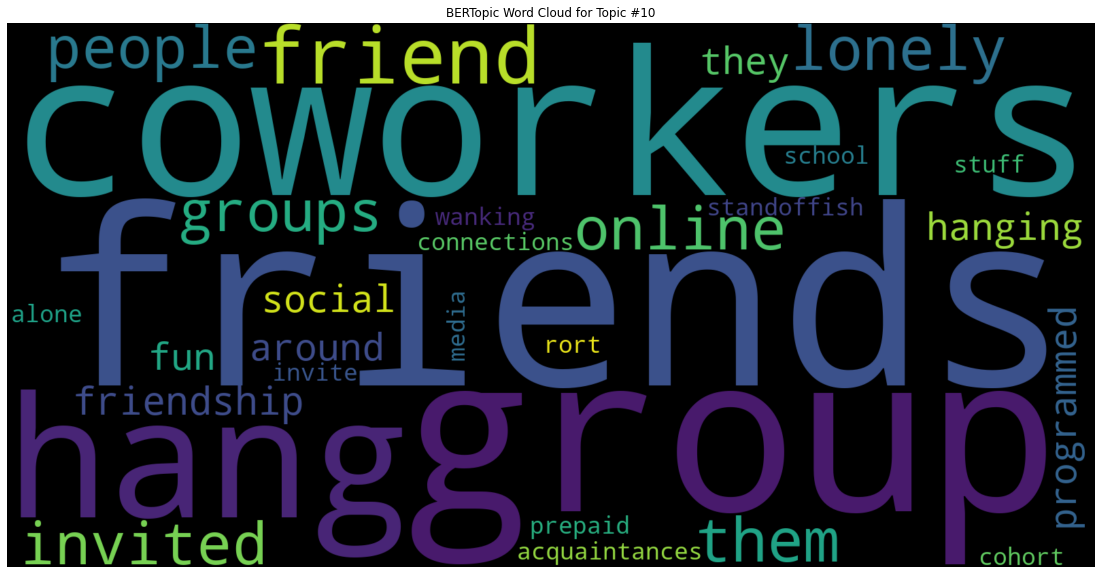 BERTopic Word Cloud for Topic #10
people
friend
they
lonely
coworkers
school
stuff
groups
wanking
standoffish
connections
online
hanging
friends
alone
social
media
fun
around
rort
invite
programmed
friendship
hang
group
invited
prepaid
acquaintances
them
cohort